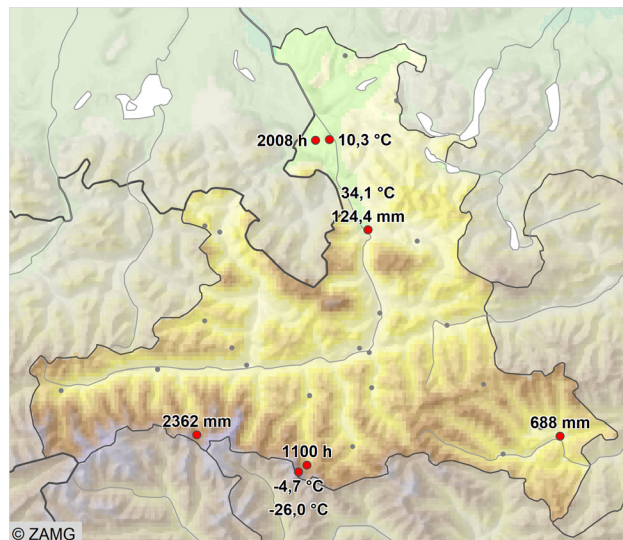 2008 h
10,3 °C
34,1 °C
124,4 mm
2362 mm
688 mm
1100 h
-4,7 °C
-26,0 °C
© ZAMG